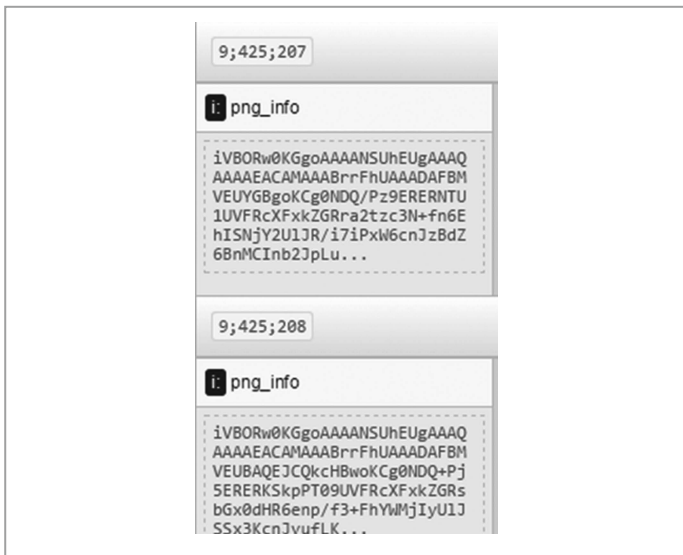 9;425;207
i: png_info
iVBORw0KGgoAAAANSUhEUgAAAQ
AAAAEACAMAAABrrFhUAAADAFBM
VEUYGBgoKCg0NDQ/Pz9ERERNTU
1UVFRcXFxkZGRra2tzc3N+fn6E
hISNjY2UlJR/i7iPxW6cnJzBdZ
6BnMCInb2JpLu...
9;425;208
i: png_info
iVBORw0KGgoAAAANSUhEUgAAAQ
AAAAEACAMAAABrrFhUAAADAFBM
VEUBAQEJCQkcHBwoKCg0NDQ+Pj
5ERERKSkpPT09UVFRcXFxkZGRs
bGx0dHR6enp/f3+FhYWMjIyUlJ
SSx3KcnJyufLK...